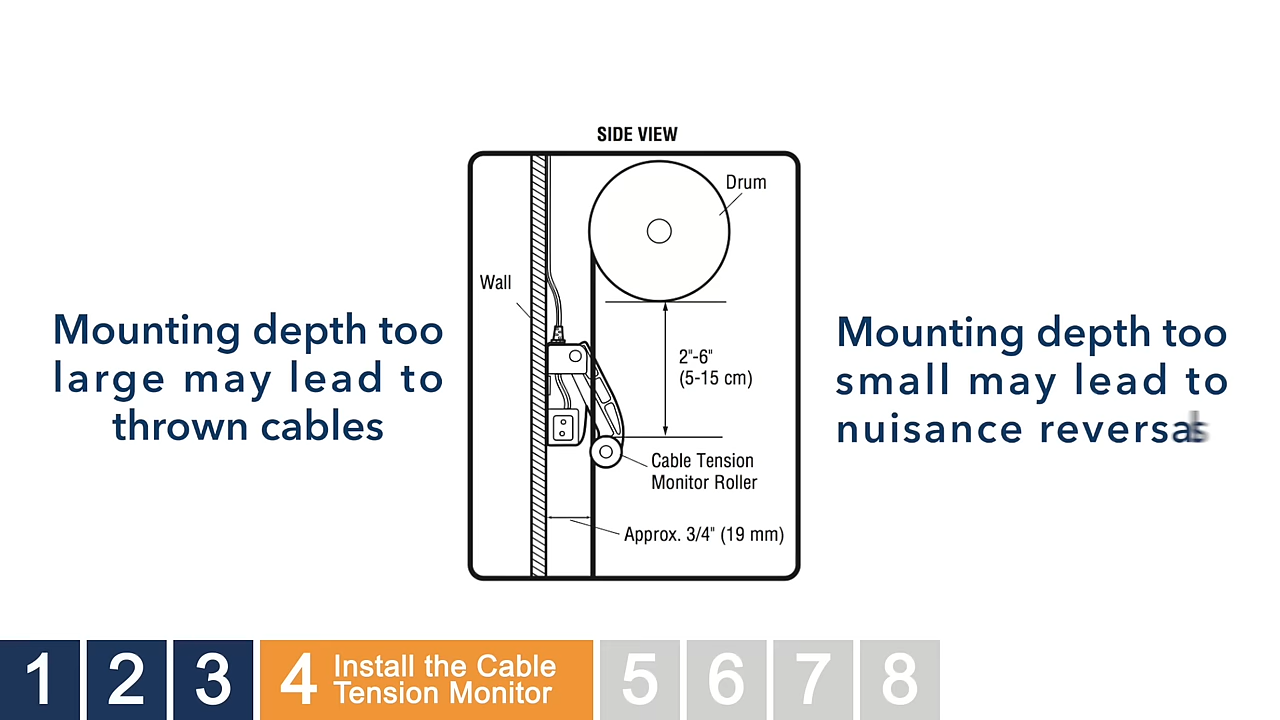 SIDE VIEW
Drum
Wall
Mounting depth too
large may lead to
thrown cables
2"-6"
(5-15 cm)
Cable Tension
Monitor Roller
Approx. 3/4" (19 mm)
Mounting depth too
small may lead to
nuisance reversals
1 2 3 4 Install the Cable
Tension Monitor
5 6 7 8